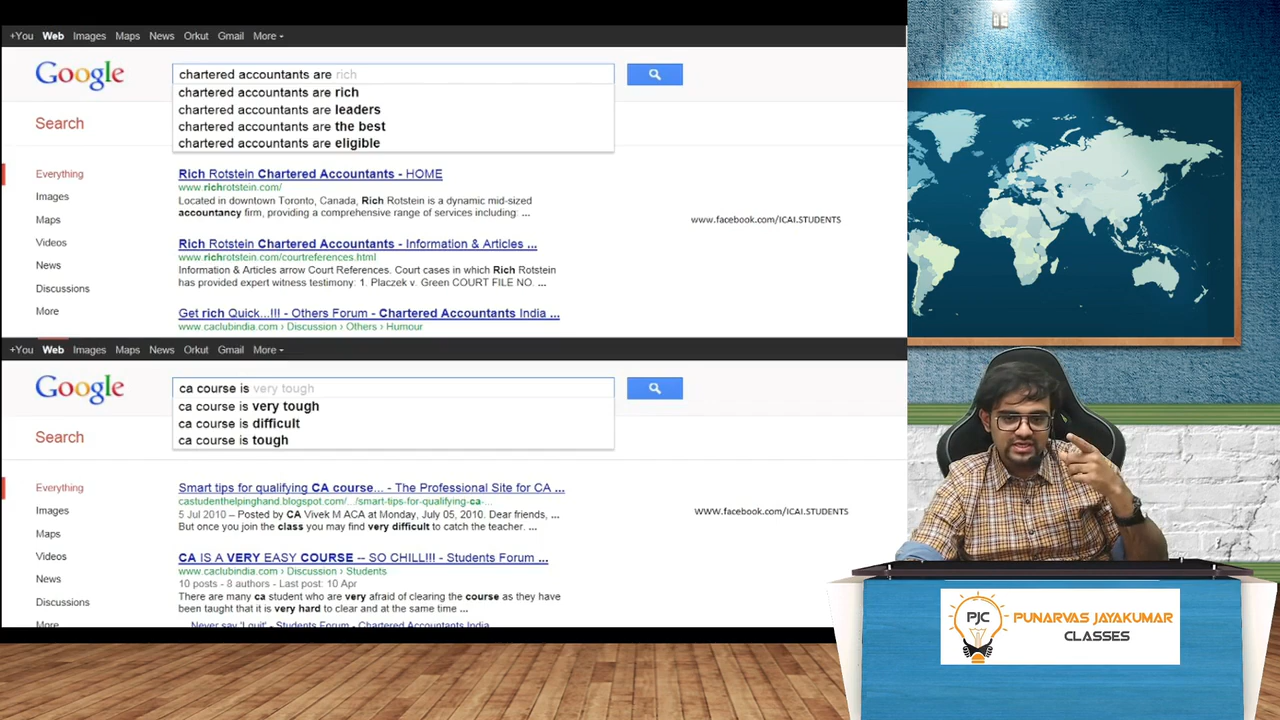 +You Web Images Maps News Orkut Gmail More
Google
chartered accountants are rich
chartered accountants are rich
chartered accountants are leaders
chartered accountants are the best
chartered accountants are eligible
Search
Everything
Images
Maps
Videos
News
Discussions
More
Rich Rotstein Chartered Accountants - HOME
www.richrotstein.com/
Located in downtown Toronto, Canada, Rich Rotstein is a dynamic mid-sized
accountancy firm, providing a comprehensive range of services including: ...
Rich Rotstein Chartered Accountants - Information & Articles ...
www.richrotstein.com/courtreferences.html
Information & Articles arrow Court References. Court cases in which Rich Rotstein
has provided expert witness testimony: 1. Placzek v. Green COURT FILE NO. ...
Get rich Quick...!!! - Others Forum - Chartered Accountants India ...
www.caclubindia.com › Discussion › Others › Humour
www.facebook.com/ICAI.STUDENTS
+You Web Images Maps News Orkut Gmail More
Google
ca course is very tough
ca course is very tough
ca course is difficult
ca course is tough
Search
Everything
Images
Maps
Videos
News
Discussions
More
Smart tips for qualifying CA course... - The Professional Site for CA ...
castudenthelpinghand.blogspot.com/.../smart-tips-for-qualifying-ca-...
5 Jul 2010 – Posted by CA Vivek M ACA at Monday, July 05, 2010. Dear friends, ...
But once you join the class you may find very difficult to catch the teacher. ...
CA IS A VERY EASY COURSE -- SO CHILL!!! - Students Forum ...
www.caclubindia.com › Discussion › Students
10 posts - 8 authors - Last post: 10 Apr
There are many ca student who are very afraid of clearing the course as they have
been taught that it is very hard to clear and at the same time ...
Never say 'I quit' - Students Forum - Chartered Accountants India
WWW.facebook.com/ICAI.STUDENTS
PJC
PUNARVAS JAYAKUMAR
CLASSES